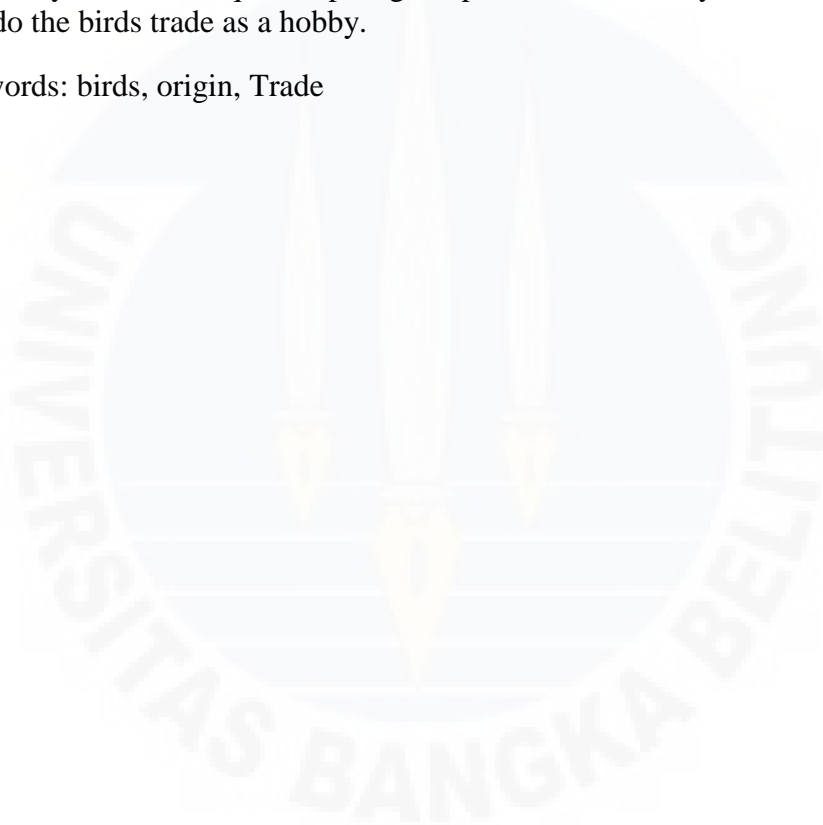 do the birds trade as a hobby.
words: birds, origin, Trade
UNIVERSITAS BANGKA BELITUNG